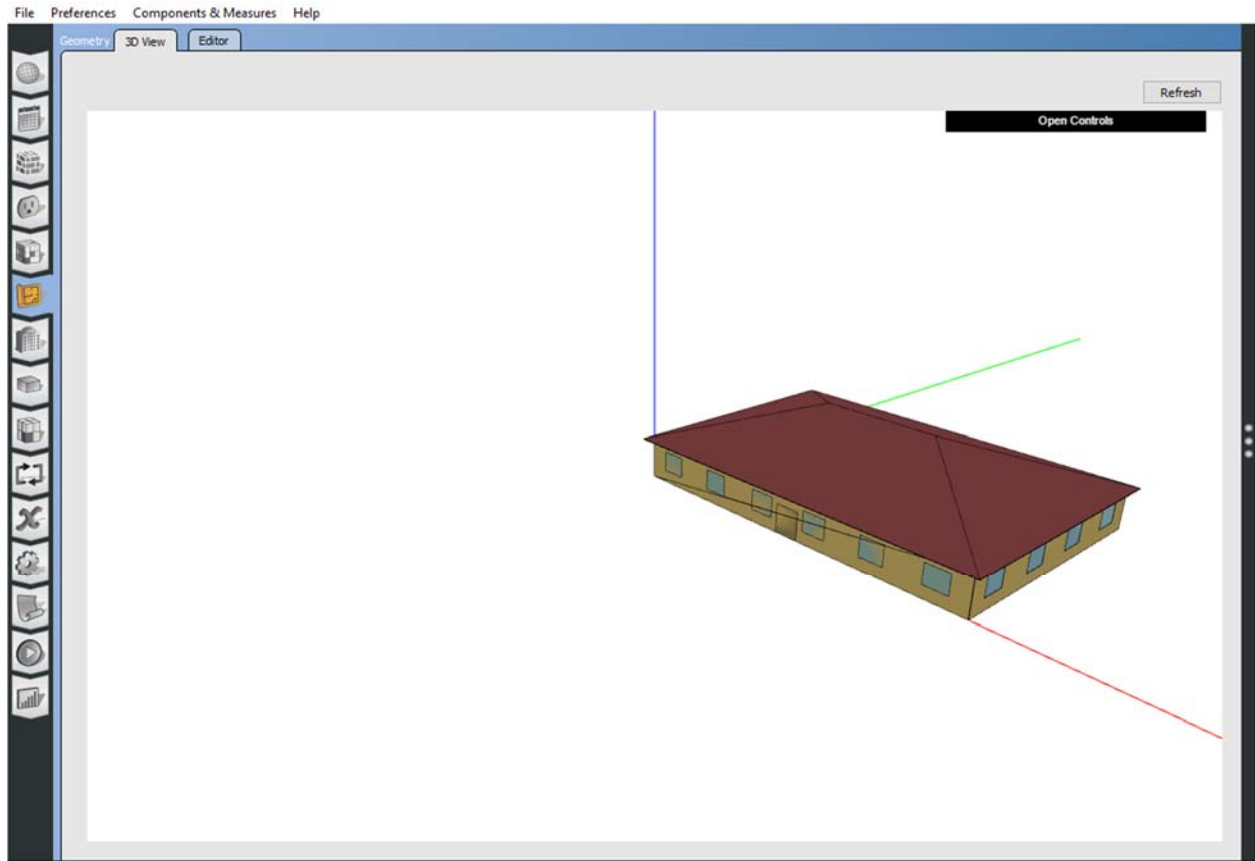 File Preferences Components & Measures Help
Geometry 3D View Editor
Refresh
Open Controls